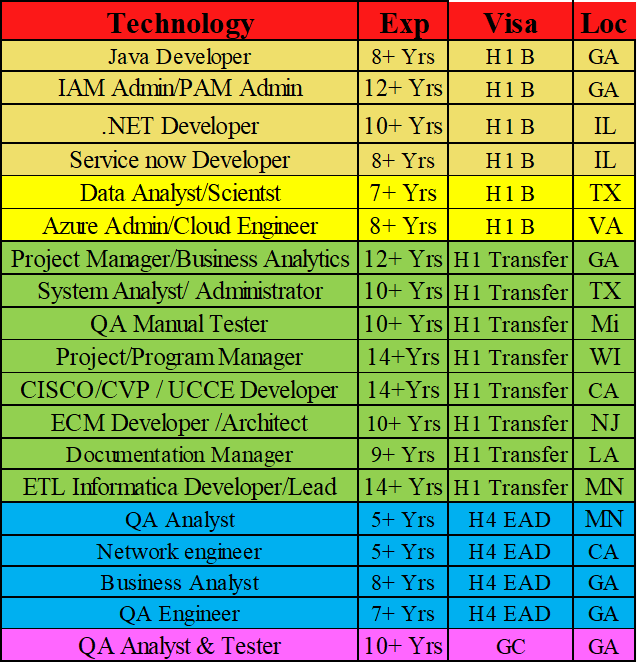 Technology Exp Visa Loc
Java Developer 8+ Yrs H1 B GA
IAM Admin/PAM Admin 12+ Yrs H1 B GA
.NET Developer 10+ Yrs H1 B IL
Service now Developer 8+ Yrs H1 B IL
Data Analyst/Scientst 7+ Yrs H1 B TX
Azure Admin/Cloud Engineer 8+ Yrs H1 B VA
Project Manager/Business Analytics 12+ Yrs H1 Transfer GA
System Analyst/ Administrator 10+ Yrs H1 Transfer TX
QA Manual Tester 10+ Yrs H1 Transfer Mi
Project/Program Manager 14+Yrs H1 Transfer WI
CISCO/CVP / UCCE Developer 14+Yrs H1 Transfer CA
ECM Developer /Architect 10+ Yrs H1 Transfer NJ
Documentation Manager 9+ Yrs H1 Transfer LA
ETL Informatica Developer/Lead 14+ Yrs H1 Transfer MN
QA Analyst 5+ Yrs H4 EAD MN
Network engineer 5+ Yrs H4 EAD CA
Business Analyst 8+ Yrs H4 EAD GA
QA Engineer 7+ Yrs H4 EAD GA
QA Analyst & Tester 10+ Yrs GC GA